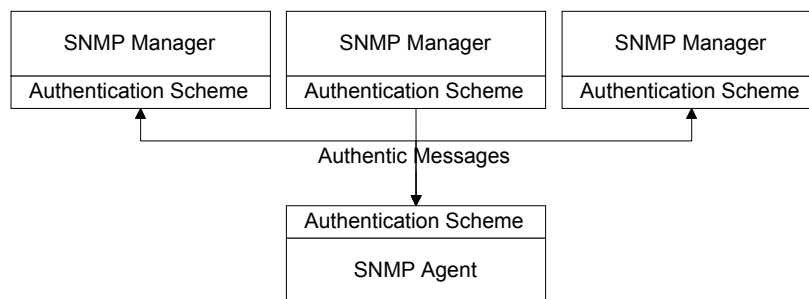 SNMP Manager
SNMP Manager
SNMP Manager
Authentication Scheme
Authentication Scheme
Authentication Scheme
Authentic Messages
Authentication Scheme
SNMP Agent